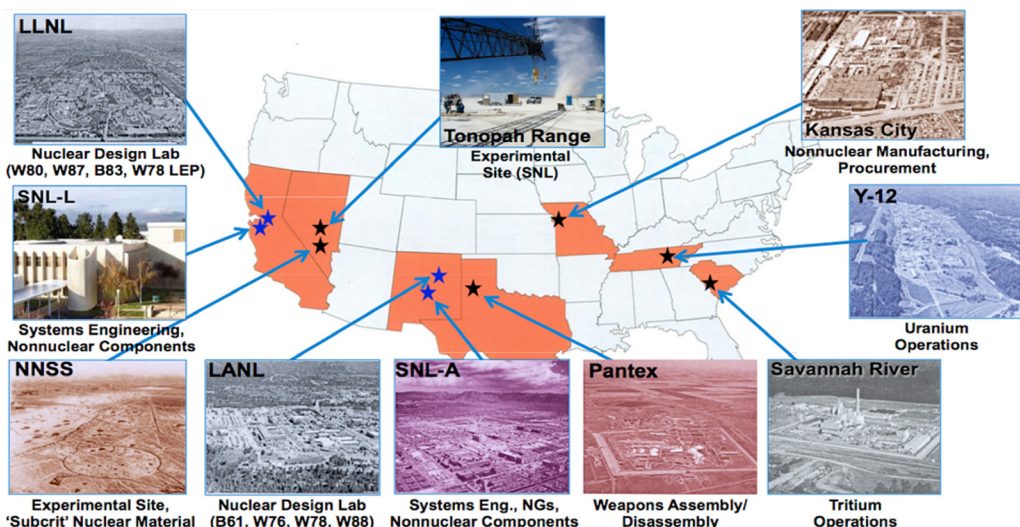 LLNL
Nuclear Design Lab
(W80, W87, B83, W78 LEP)
Tonopah Range
Experimental
Site (SNL)
Kansas City
Nonnuclear Manufacturing,
Procurement
SNL-L
Systems Engineering,
Nonnuclear Components
Y-12
Uranium
Operations
NNSS
Experimental Site,
‘Subcrit’ Nuclear Material
LANL
Nuclear Design Lab
(B61, W76, W78, W88)
SNL-A
Systems Eng., NGs,
Nonnuclear Components
Pantex
Weapons Assembly/
Disassembly
Savannah River
Tritium
Operations